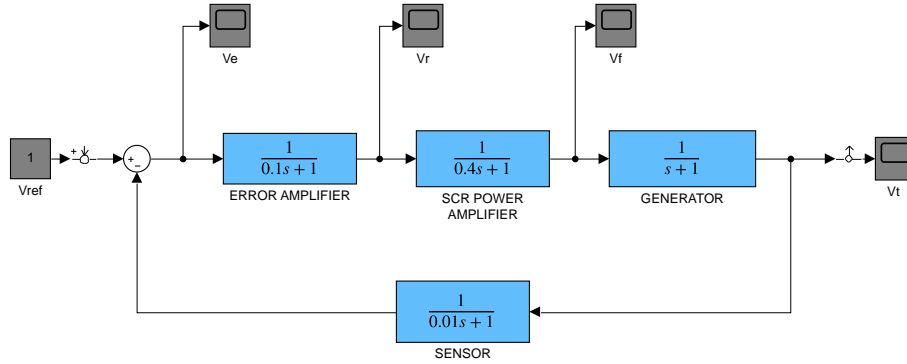 Ve
Vr
Vf
1
Vref
+
+
−
1
0.1s + 1
ERROR AMPLIFIER
1
0.4s + 1
SCR POWER
AMPLIFIER
1
s + 1
GENERATOR
Vt
1
0.01s + 1
SENSOR